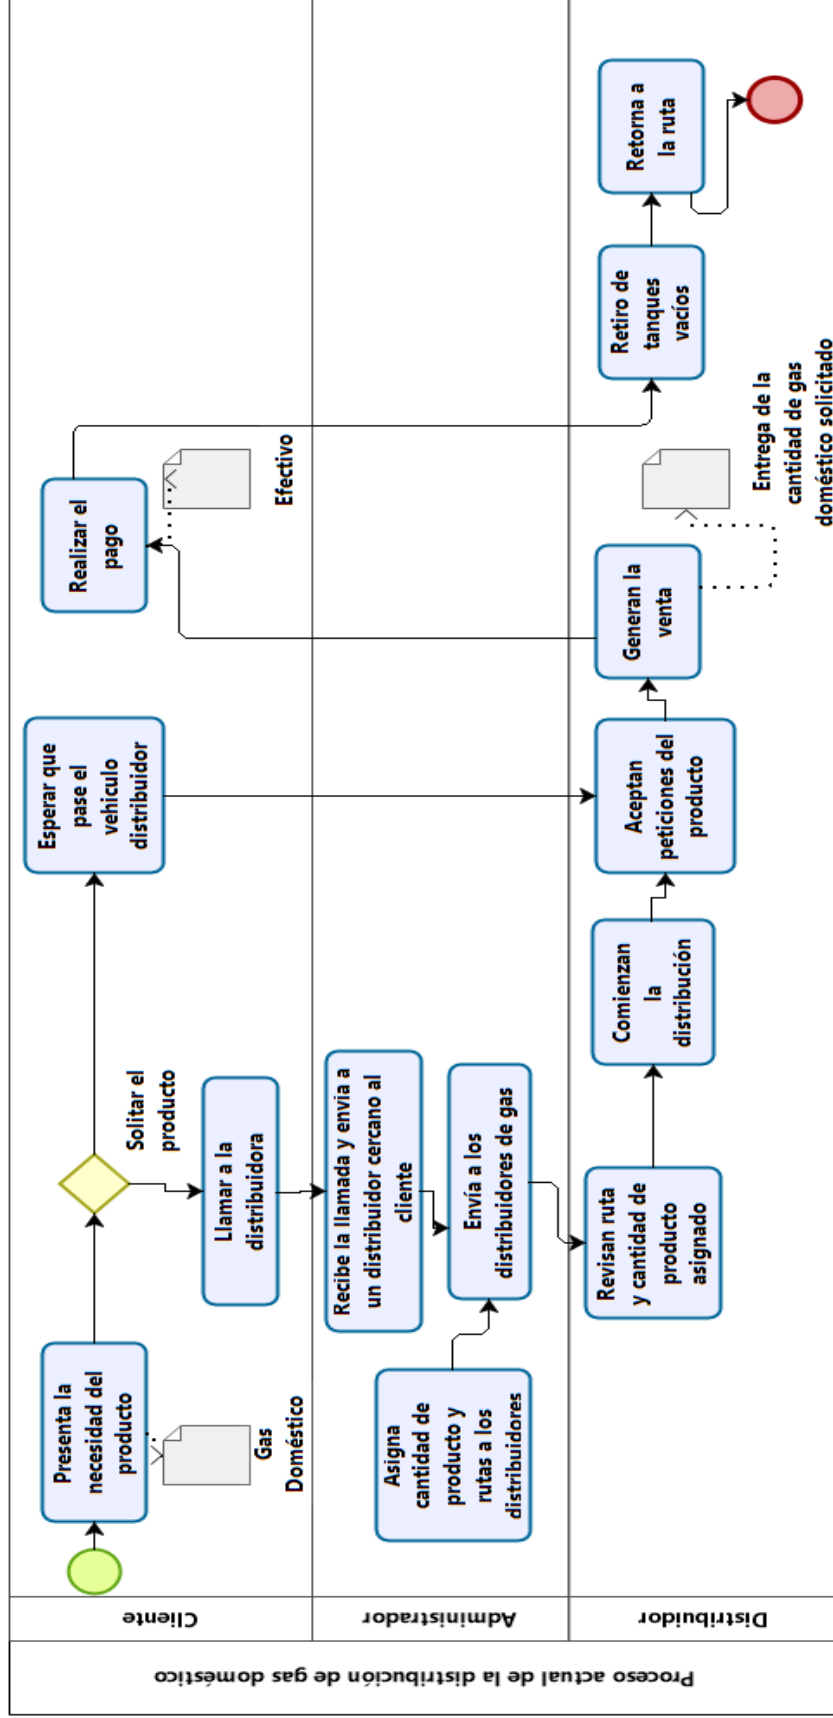 Proceso actual de la distribución de gas doméstico
Cliente
Presenta la
necesidad del
producto
Gas
Doméstico
Solitar el
producto
Llamar a la
distribuidora
Esperar que
pase el
vehiculo
distribuidor
Realizar el
pago
Efectivo
Administrador
Asigna
cantidad de
producto y
rutas a los
distribuidores
Recibe la llamada y envia a
un distribuidor cercano al
cliente
Envía a los
distribuidores de gas
Distribuidor
Revisan ruta
y cantidad de
producto
asignado
Comienzan
la
distribución
Aceptan
peticiones del
producto
Generan la
venta
Entrega de la
cantidad de gas
doméstico solicitado
Retiro de
tanques
vacíos
Retorna a
la ruta